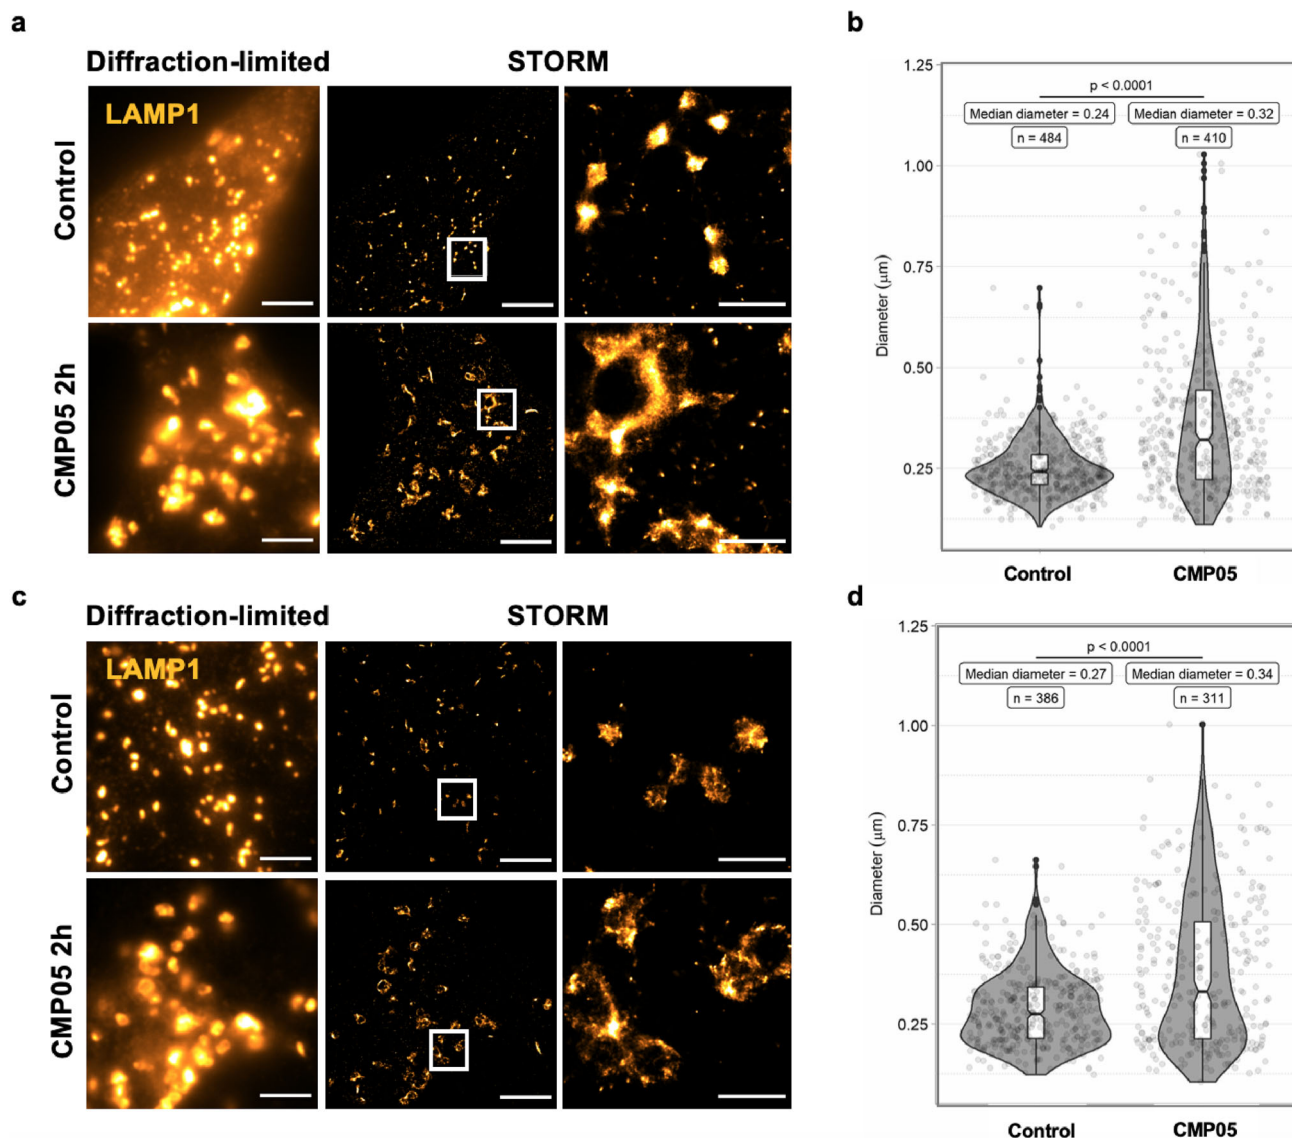 a
Diffraction-limited
STORM
LAMP1
Control
CMP05 2h
b
1.25
1.00
0.75
0.50
0.25
Diameter (μm)
p < 0.0001
Median diameter = 0.24
Median diameter = 0.32
n = 484
n = 410
Control
CMP05
c
Diffraction-limited
STORM
LAMP1
Control
CMP05 2h
d
1.25
1.00
0.75
0.50
0.25
Diameter (μm)
p < 0.0001
Median diameter = 0.27
Median diameter = 0.34
n = 386
n = 311
Control
CMP05